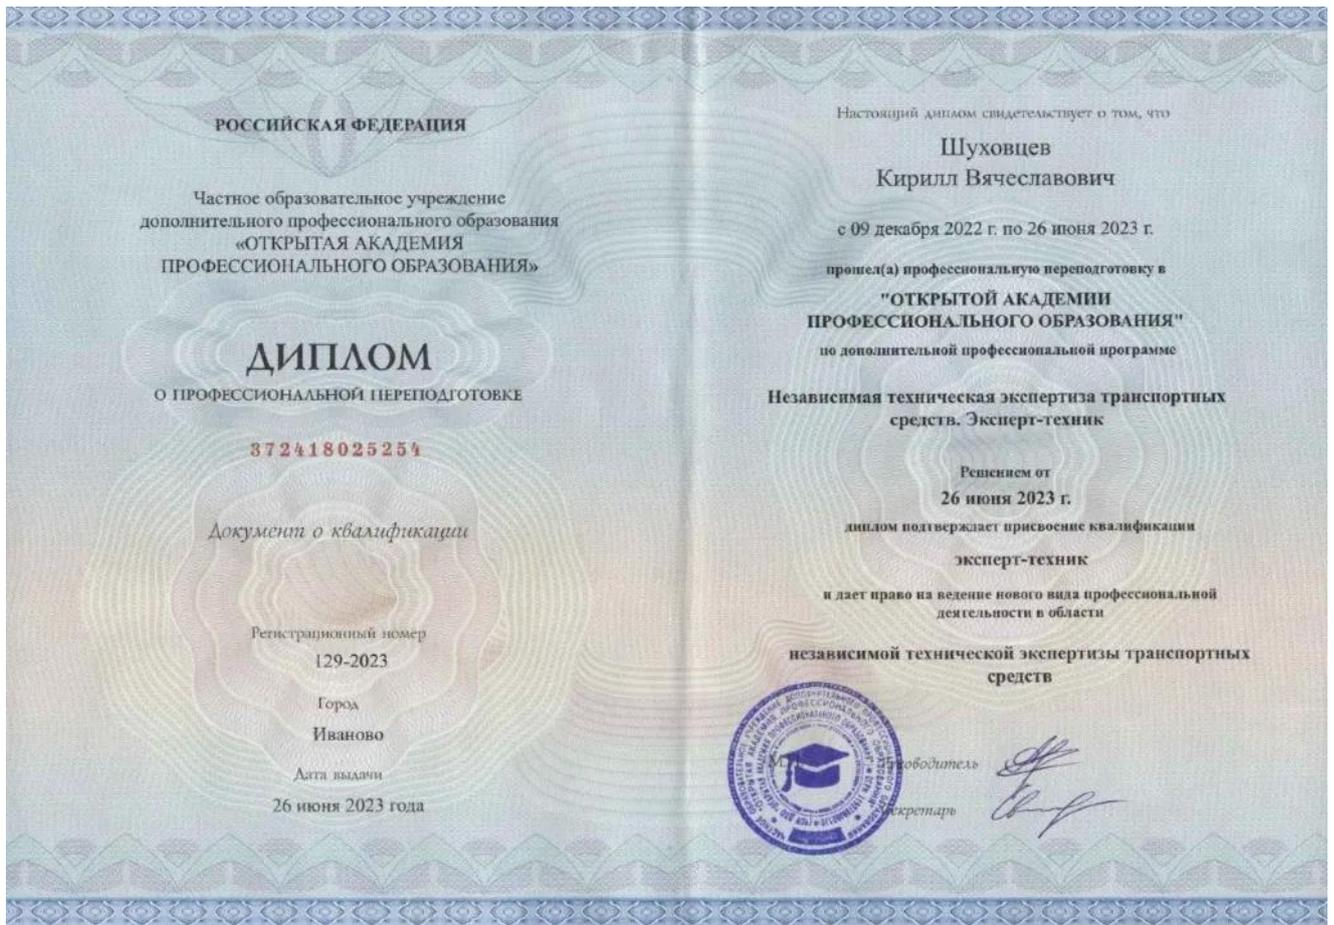 РОССИЙСКАЯ ФЕДЕРАЦИЯ
Частное образовательное учреждение
дополнительного профессионального образования
«ОТКРЫТАЯ АКАДЕМИЯ
ПРОФЕССИОНАЛЬНОГО ОБРАЗОВАНИЯ»
ДИПЛОМ
О ПРОФЕССИОНАЛЬНОЙ ПЕРЕПОДГОТОВКЕ
372418025254
Документ о квалификации
Регистрационный номер
129-2023
Город
Иваново
Дата выдачи
26 июня 2023 года
Настоящий диплом свидетельствует о том, что
Шуховцев
Кирилл Вячеславович
с 09 декабря 2022 г. по 26 июня 2023 г.
прошел(а) профессиональную переподготовку в
"ОТКРЫТОЙ АКАДЕМИИ
ПРОФЕССИОНАЛЬНОГО ОБРАЗОВАНИЯ"
по дополнительной профессиональной программе
Независимая техническая экспертиза транспортных
средств. Эксперт-техник
Решением от
26 июня 2023 г.
диплом подтверждает присвоение квалификации
эксперт-техник
и дает право на ведение нового вида профессиональной
деятельности в области
независимой технической экспертизы транспортных
средств
Руководитель
Секретарь